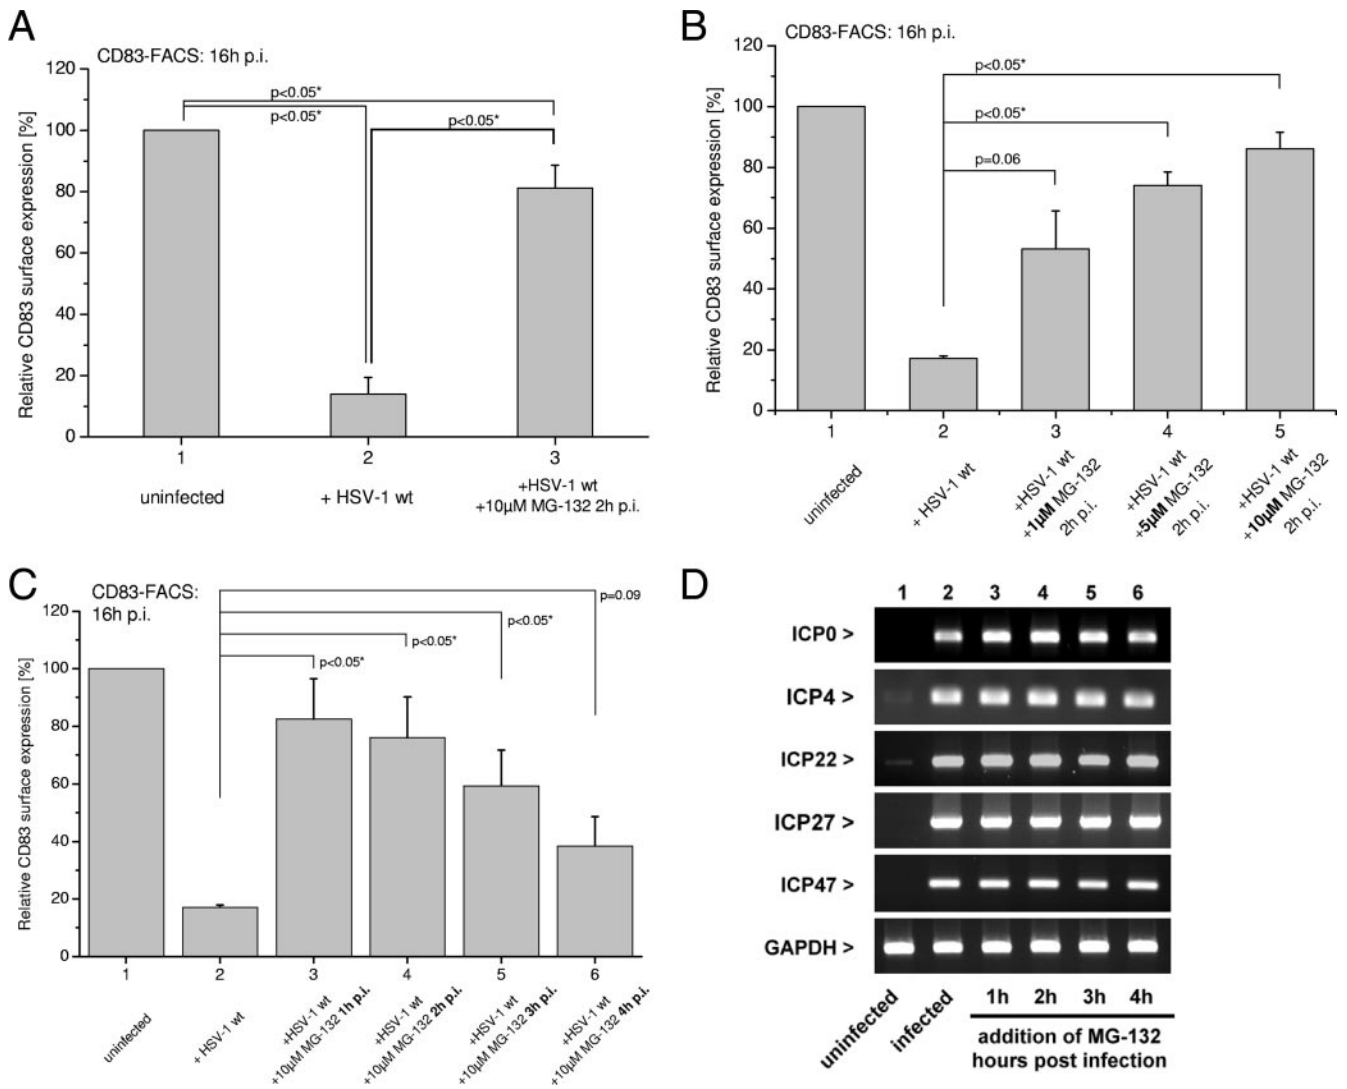 A
CD83-FACS: 16h p.i.
Relative CD83 surface expression [%]
120
100
80
60
40
20
0
p<0.05*
p<0.05*
p<0.05*
1
2
3
uninfected
+ HSV-1 wt
+HSV-1 wt
+10µM MG-132 2h p.i.
B
CD83-FACS: 16h p.i.
Relative CD83 surface expression [%]
120
100
80
60
40
20
0
p<0.05*
p<0.05*
p=0.06
1
2
3
4
5
uninfected
+ HSV-1 wt
+HSV-1 wt
+1µM MG-132
2h p.i.
+HSV-1 wt
+5µM MG-132
2h p.i.
+HSV-1 wt
+10µM MG-132
2h p.i.
C
CD83-FACS:
16h p.i.
Relative CD83 surface expression [%]
120
100
80
60
40
20
0
p=0.09
p<0.05*
p<0.05*
p<0.05*
1
2
3
4
5
6
uninfected
+ HSV-1 wt
+HSV-1 wt
+10µM MG-132 1h p.i.
+HSV-1 wt
+10µM MG-132 2h p.i.
+HSV-1 wt
+10µM MG-132 3h p.i.
+HSV-1 wt
+10µM MG-132 4h p.i.
D
1 2 3 4 5 6
ICP0 >
ICP4 >
ICP22 >
ICP27 >
ICP47 >
GAPDH >
uninfected
infected
1h 2h 3h 4h
addition of MG-132
hours post infection